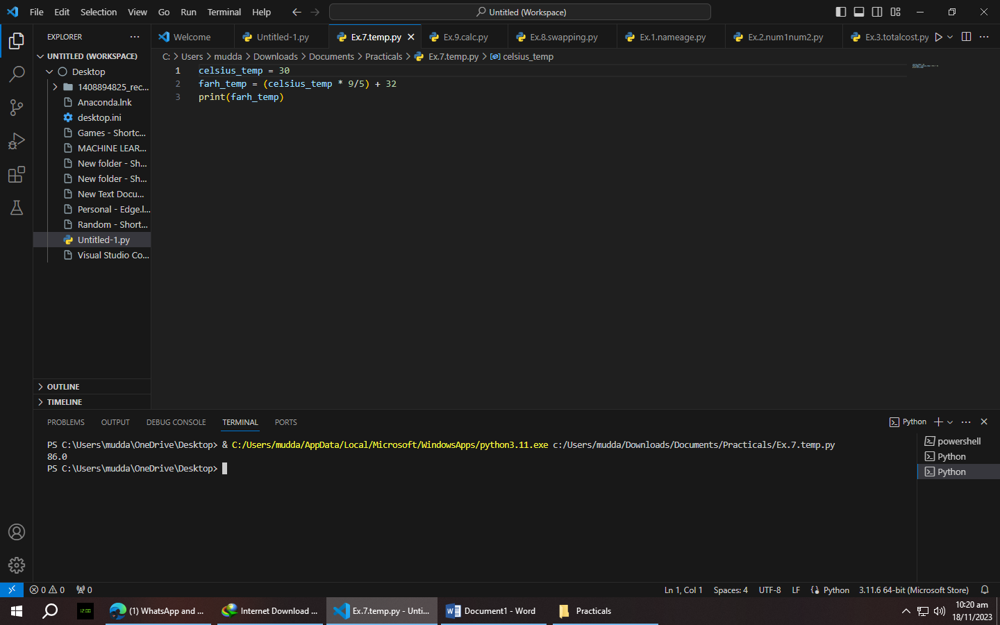 File Edit Selection View Go Run Terminal Help
Untitled (Workspace)
EXPLORER
Welcome
Untitled-1.py
Ex.7.temp.py
Ex.9.calc.py
Ex.8.swapping.py
Ex.1.nameage.py
Ex.2.num1num2.py
Ex.3.totalcost.py
C: > Users > mudda > Downloads > Documents > Practicals > Ex.7.temp.py > celsius_temp
UNTITLED (WORKSPACE)
Desktop
1408894825_rec...
Anaconda.lnk
desktop.ini
Games - Shortc...
MACHINE LEAR...
New folder - Sh...
New folder - Sh...
New Text Docu...
Personal - Edge.l...
Random - Short...
Untitled-1.py
Visual Studio Co...
OUTLINE
TIMELINE
1 celsius_temp = 30
2 farh_temp = (celsius_temp * 9/5) + 32
3 print(farh_temp)
PROBLEMS OUTPUT DEBUG CONSOLE TERMINAL PORTS
Python
PS C:\Users\mudda\OneDrive\Desktop> & C:/Users/mudda/AppData/Local/Microsoft/WindowsApps/python3.11.exe c:/Users/mudda/Downloads/Documents/Practicals/Ex.7.temp.py
86.0
PS C:\Users\mudda\OneDrive\Desktop>
powershell
Python
Python
0 0 0
Ln 1, Col 1 Spaces: 4 UTF-8 LF Python 3.11.6 64-bit (Microsoft Store)
12:00
(1) WhatsApp and ...
Internet Download ...
Ex.7.temp.py - Unti...
Document1 - Word
Practicals
10:20 am
18/11/2023